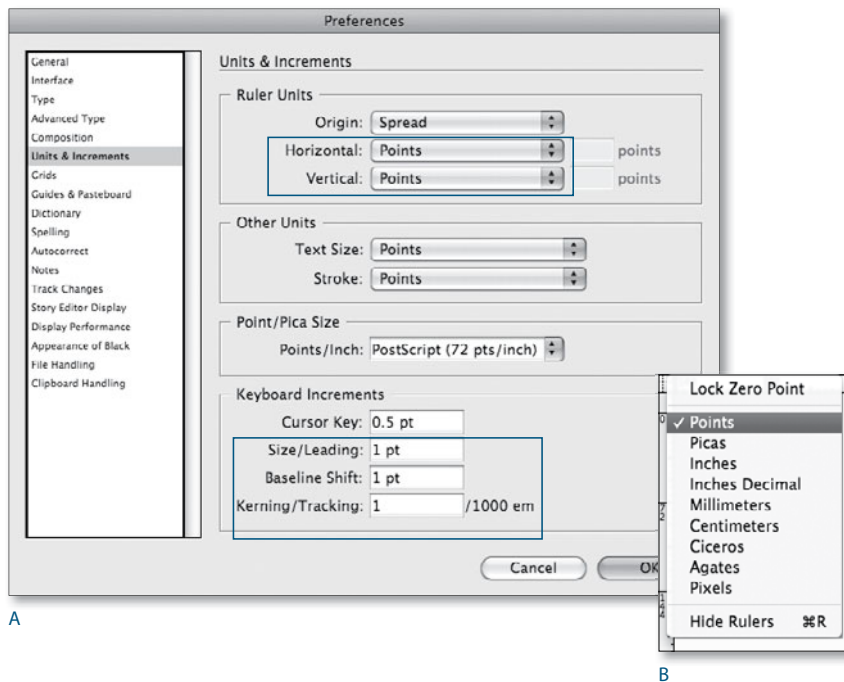 Preferences
General
Interface
Type
Advanced Type
Composition
Units & Increments
Grids
Guides & Pasteboard
Dictionary
Spelling
Autocorrect
Notes
Track Changes
Story Editor Display
Display Performance
Appearance of Black
File Handling
Clipboard Handling
Units & Increments
Ruler Units
Origin: Spread
Horizontal: Points points
Vertical: Points points
Other Units
Text Size: Points
Stroke: Points
Point/Pica Size
Points/Inch: PostScript (72 pts/inch)
Keyboard Increments
Cursor Key: 0.5 pt
Size/Leading: 1 pt
Baseline Shift: 1 pt
Kerning/Tracking: 1 /1000 em
Cancel OK
A
Lock Zero Point
0 ✓ Points
Picas
Inches
Inches Decimal
72 Millimeters
Centimeters
Ciceros
Agates
Pixels
144 Hide Rulers ⌘R
B